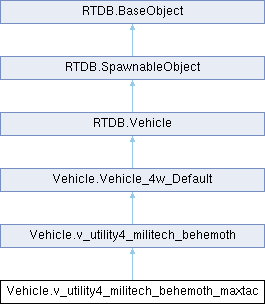 RTDB.BaseObject
RTDB.SpawnableObject
RTDB.Vehicle
Vehicle.Vehicle_4w_Default
Vehicle.v_utility4_militech_behemoth
Vehicle.v_utility4_militech_behemoth_maxtac